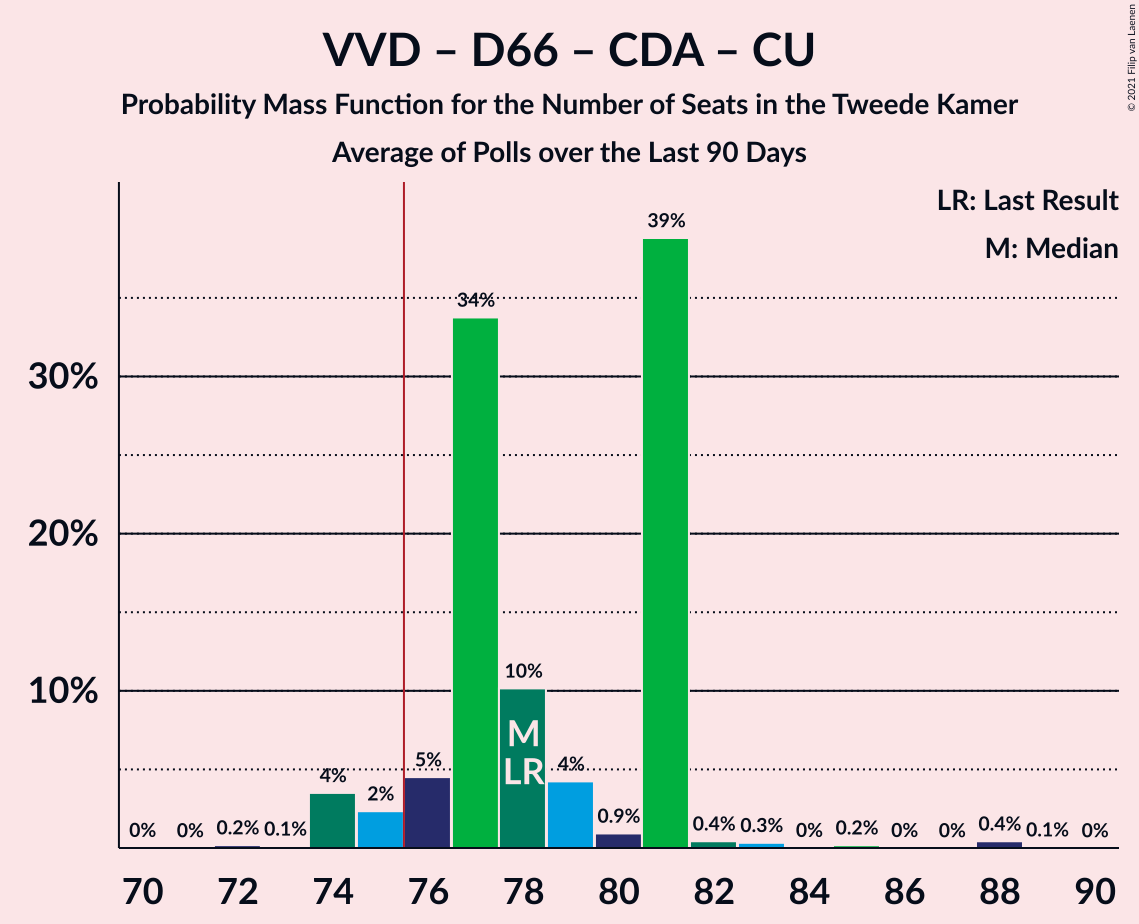 VVD – D66 – CDA – CU
Probability Mass Function for the Number of Seats in the Tweede Kamer
Average of Polls over the Last 90 Days
© 2021 Filip van Laenen
LR: Last Result
M: Median
30%
20%
10%
0%
0%
0.2%
0.1%
4%
2%
5%
34%
10%
4%
0.9%
39%
0.4%
0.3%
0%
0.2%
0%
0%
0.4%
0.1%
0%
M
LR
70 72 74 76 78 80 82 84 86 88 90